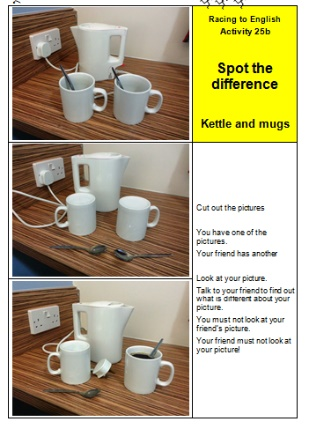 Racing to English
Activity 25b
Spot the
difference
Kettle and mugs
Cut out the pictures
You have one of the
pictures.
Your friend has another
Look at your picture.
Talk to your friend to find out
what is different about your
picture.
You must not look at your
friend's picture.
Your friend must not look at
your picture!